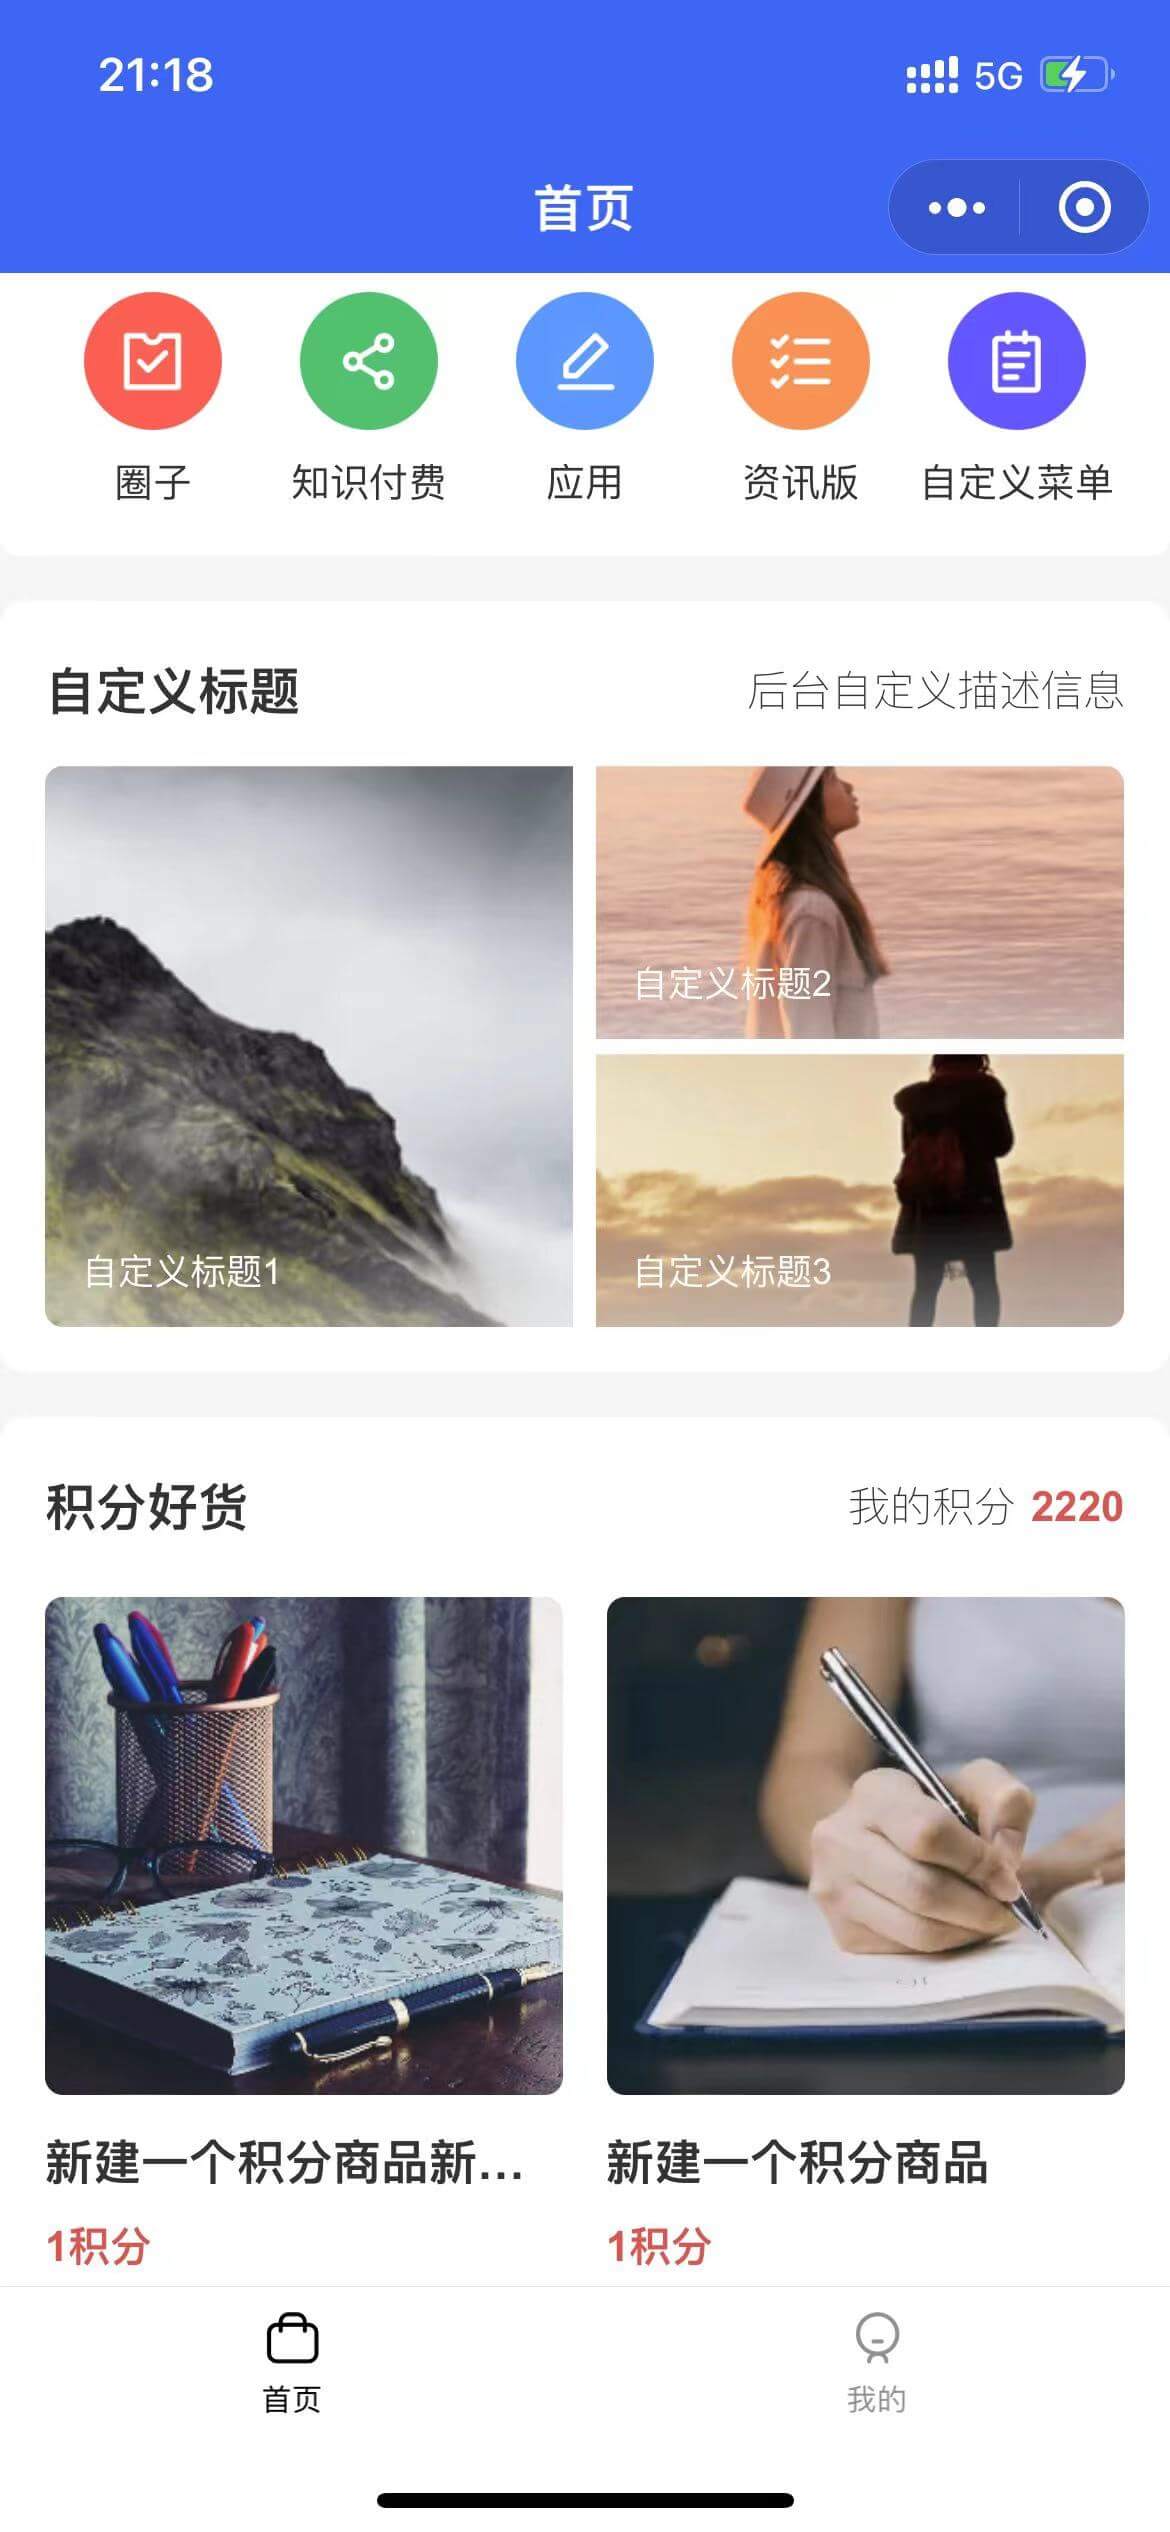 21:18
5G
首页
圈子
知识付费
应用
资讯版
自定义菜单
自定义标题
后台自定义描述信息
自定义标题1
自定义标题2
自定义标题3
积分好货
我的积分 2220
新建一个积分商品新...
1积分
新建一个积分商品
1积分
首页
我的